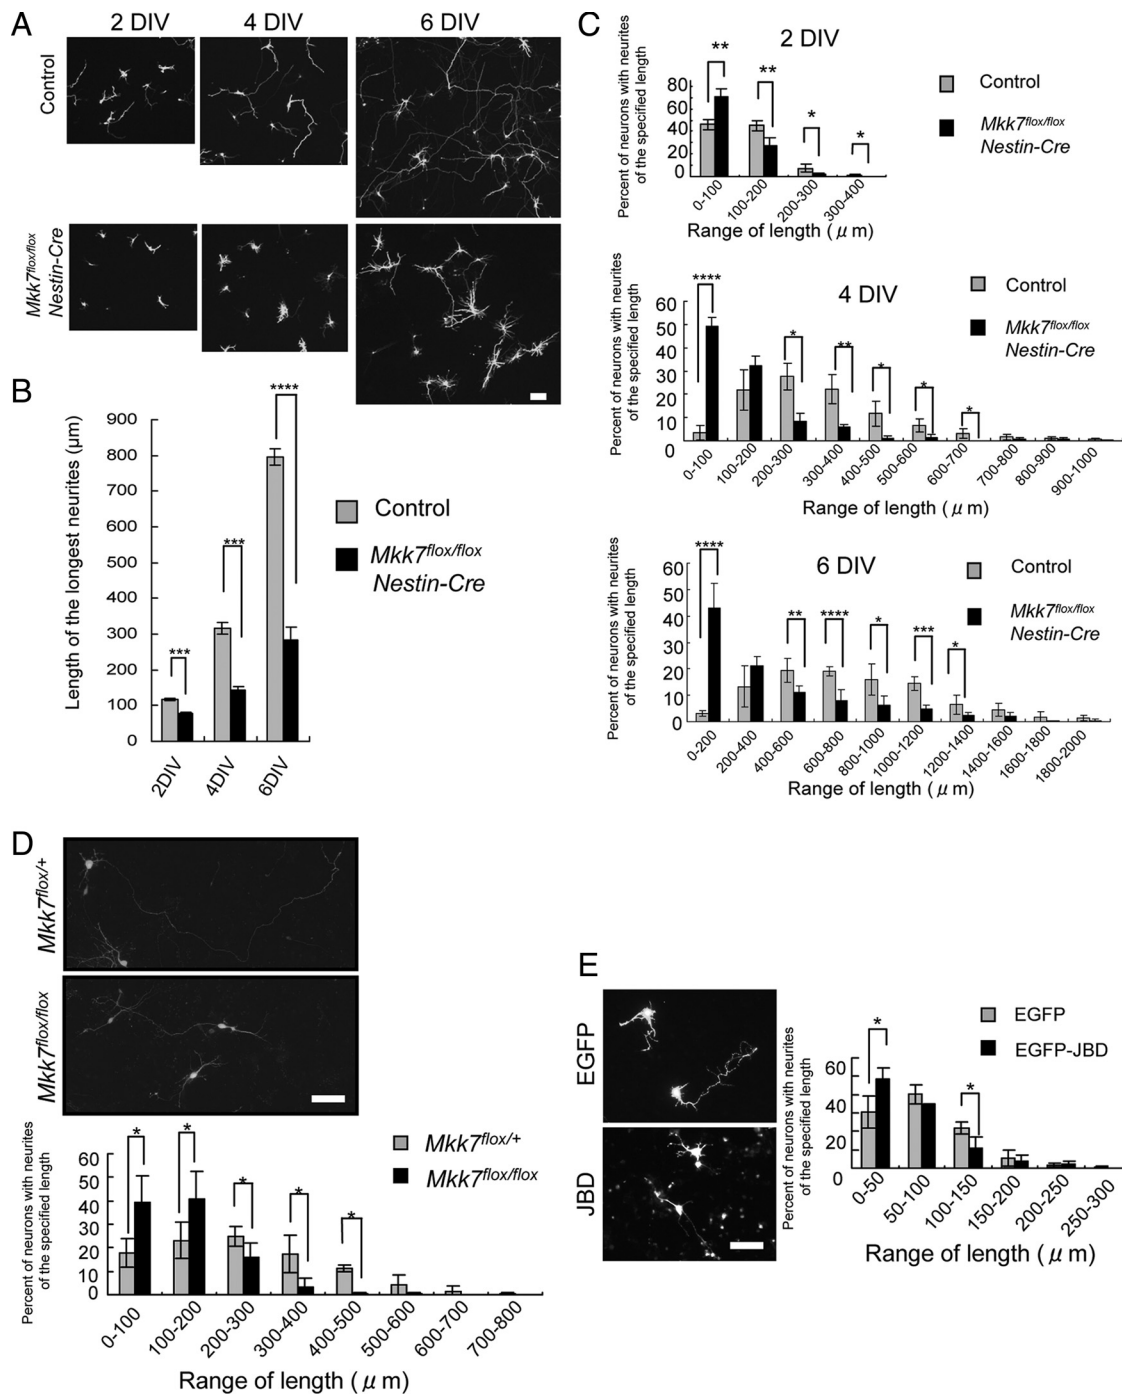 A
2 DIV
4 DIV
6 DIV
Control
Mkk7flox/flox
Nestin-Cre
B
Length of the longest neurites (μm)
900
800
700
600
500
400
300
200
100
0
***
***
****
2DIV
4DIV
6DIV
Control
Mkk7flox/flox
Nestin-Cre
C
2 DIV
Percent of neurons with neurites
of the specified length
80
60
40
20
0
**
**
*
*
0-100
100-200
200-300
300-400
Range of length (μm)
Control
Mkk7flox/flox
Nestin-Cre
4 DIV
Percent of neurons with neurites
of the specified length
60
50
40
30
20
10
0
****
*
**
*
*
*
0-100
100-200
200-300
300-400
400-500
500-600
600-700
700-800
800-900
900-1000
Range of length (μm)
Control
Mkk7flox/flox
Nestin-Cre
6 DIV
Percent of neurons with neurites
of the specified length
60
50
40
30
20
10
0
****
**
****
*
***
*
0-200
200-400
400-600
600-800
800-1000
1000-1200
1200-1400
1400-1600
1600-1800
1800-2000
Range of length (μm)
Control
Mkk7flox/flox
Nestin-Cre
D
Mkk7flox/+
Mkk7flox/flox
Percent of neurons with neurites
of the specified length
60
50
40
30
20
10
0
*
*
*
*
*
0-100
100-200
200-300
300-400
400-500
500-600
600-700
700-800
Range of length (μm)
Mkk7flox/+
Mkk7flox/flox
E
EGFP
JBD
Percent of neurons with neurites
of the specified length
60
40
20
0
*
*
0-50
50-100
100-150
150-200
200-250
250-300
Range of length (μm)
EGFP
EGFP-JBD